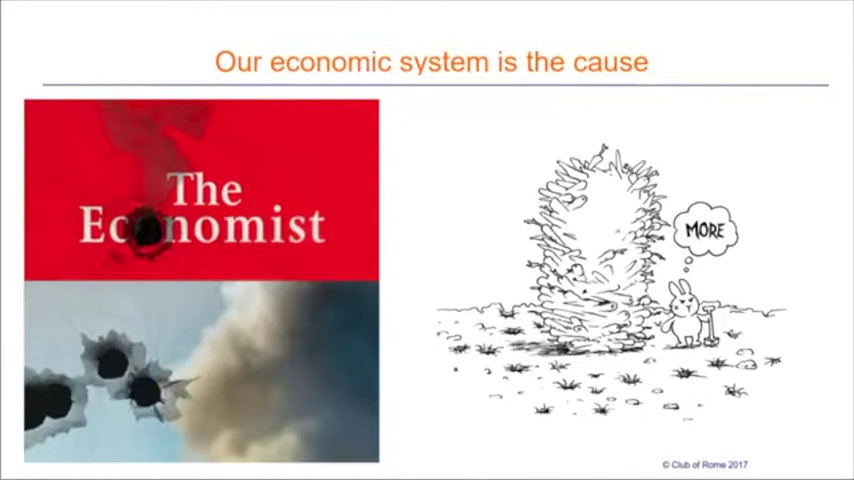 Our economic system is the cause
The
Economist
MORE
© Club of Rome 2017